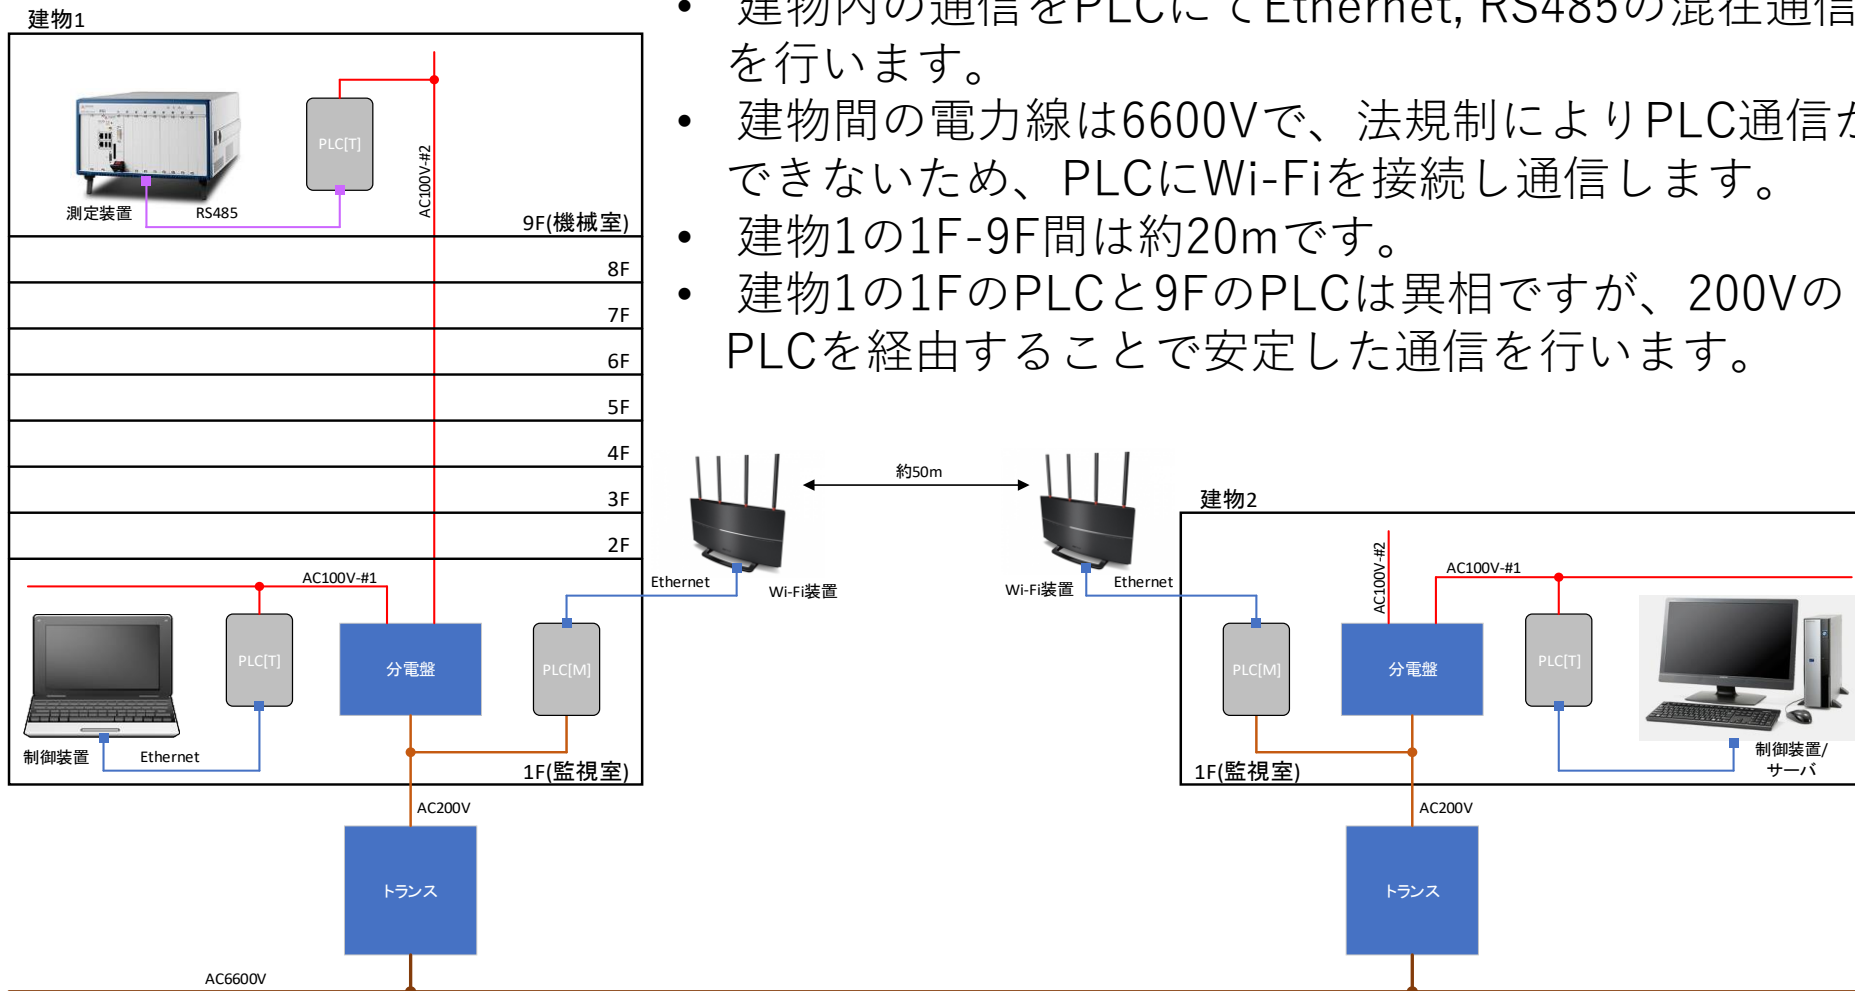 建物1
• 建物内の通信をPLCにてEthernet, RS485の混在通信
を行います。
• 建物間の電力線は6600Vで、法規制によりPLC通信が
できないため、PLCにWi-Fiを接続し通信します。
• 建物1の1F-9F間は約20mです。
• 建物1の1FのPLCと9FのPLCは異相ですが、200Vの
PLCを経由することで安定した通信を行います。
PLC[T]
AC100V-#2
測定装置
RS485
9F(機械室)
8F
7F
6F
5F
4F
3F
2F
AC100V-#1
PLC[T]
分電盤
PLC[M]
制御装置
Ethernet
1F(監視室)
AC200V
トランス
AC6600V
Ethernet
Wi-Fi装置
約50m
Wi-Fi装置
Ethernet
建物2
AC100V-#2
AC100V-#1
PLC[M]
分電盤
PLC[T]
制御装置/
サーバ
1F(監視室)
AC200V
トランス